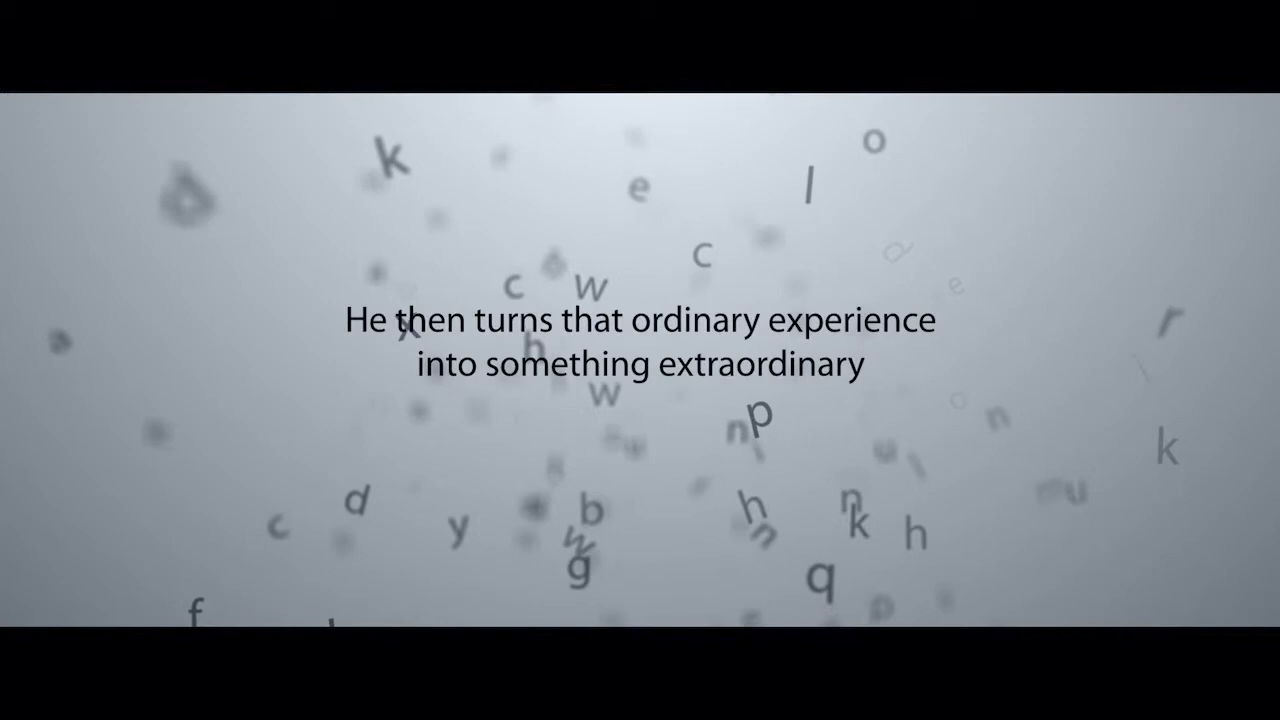 He then turns that ordinary experience
into something extraordinary